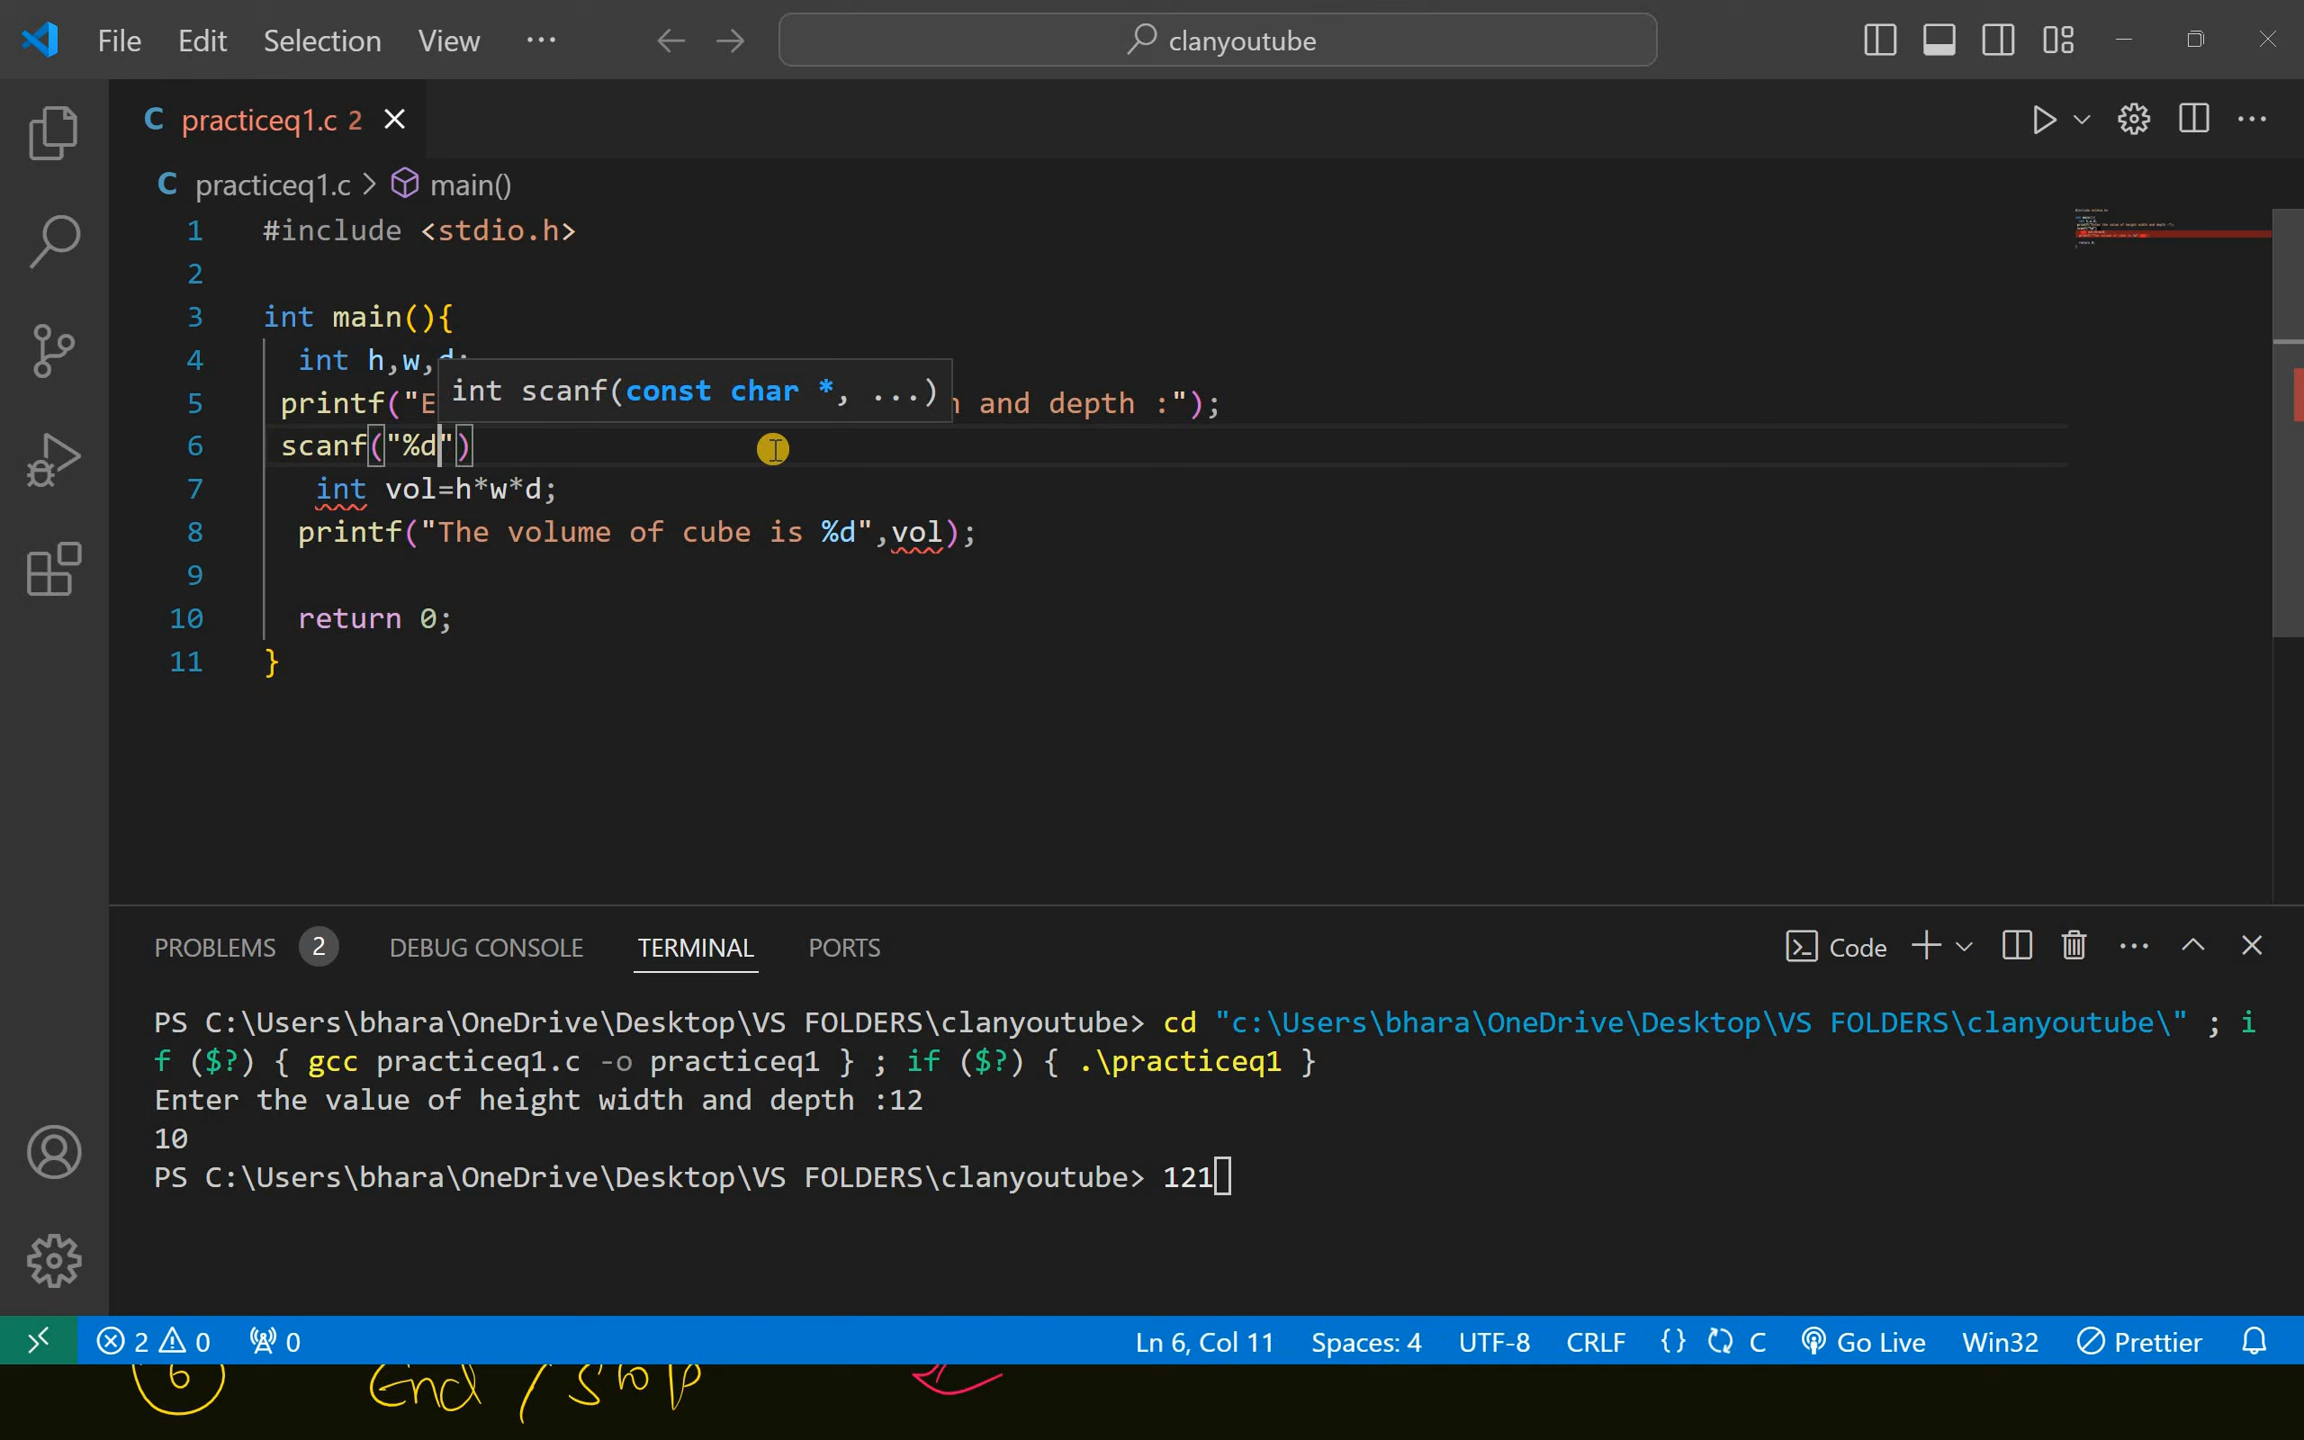 File Edit Selection View ... clanyoutube
C practiceq1.c 2
C practiceq1.c > main()
1 #include <stdio.h>
2
3 int main(){
4 int h,w,d;
int scanf(const char *, ...)
5 printf("E and depth :");
6 scanf("%d")
7 int vol=h*w*d;
8 printf("The volume of cube is %d",vol);
9
10 return 0;
11 }
PROBLEMS 2 DEBUG CONSOLE TERMINAL PORTS Code
PS C:\Users\bhara\OneDrive\Desktop\VS FOLDERS\clanyoutube> cd "c:\Users\bhara\OneDrive\Desktop\VS FOLDERS\clanyoutube\" ; i
f ($?) { gcc practiceq1.c -o practiceq1 } ; if ($?) { .\practiceq1 }
Enter the value of height width and depth :12
10
PS C:\Users\bhara\OneDrive\Desktop\VS FOLDERS\clanyoutube> 121
2 0 0 Ln 6, Col 11 Spaces: 4 UTF-8 CRLF {} C Go Live Win32 Prettier
6 End / Stop